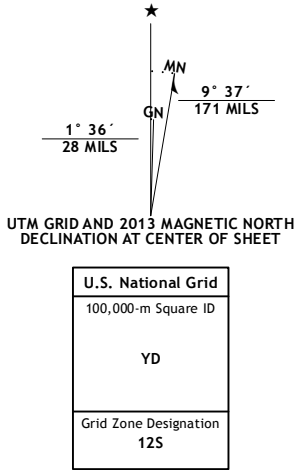 MN
9° 37´
171 MILS
GN
1° 36´
28 MILS
UTM GRID AND 2013 MAGNETIC NORTH
DECLINATION AT CENTER OF SHEET
U.S. National Grid
100,000-m Square ID
YD
Grid Zone Designation
12S